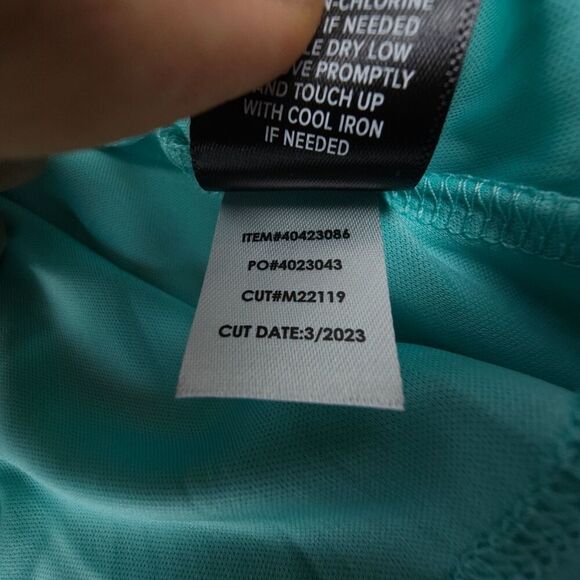 N-CHLORINE
IF NEEDED
LE DRY LOW
VE PROMPTLY
AND TOUCH UP
WITH COOL IRON
IF NEEDED
ITEM#40423086
PO#4023043
CUT#M22119
CUT DATE:3/2023